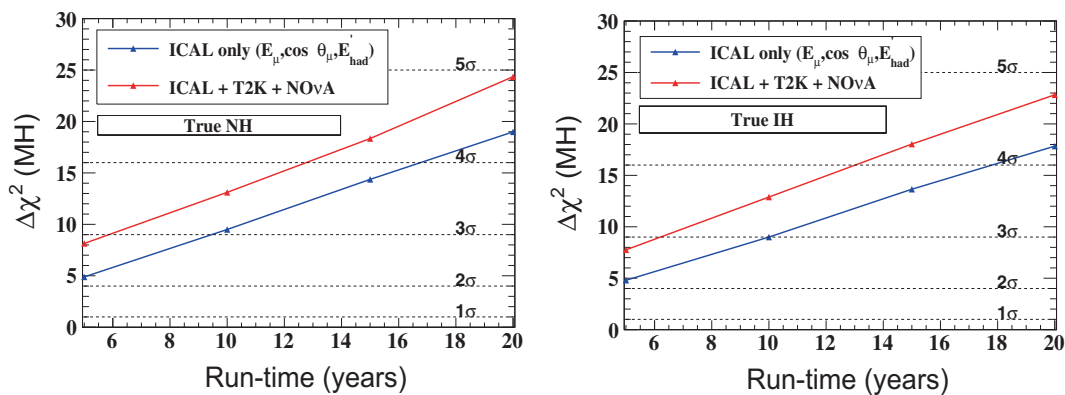 Δχ² (MH)
30
25
20
15
10
5
0
ICAL only (Eμ,cos θμ,E'had)
ICAL + T2K + NOνA
True NH
5σ
4σ
3σ
2σ
1σ
6 8 10 12 14 16 18 20
Run-time (years)
Δχ² (MH)
30
25
20
15
10
5
0
ICAL only (Eμ,cos θμ,E'had)
ICAL + T2K + NOνA
True IH
5σ
4σ
3σ
2σ
1σ
6 8 10 12 14 16 18 20
Run-time (years)